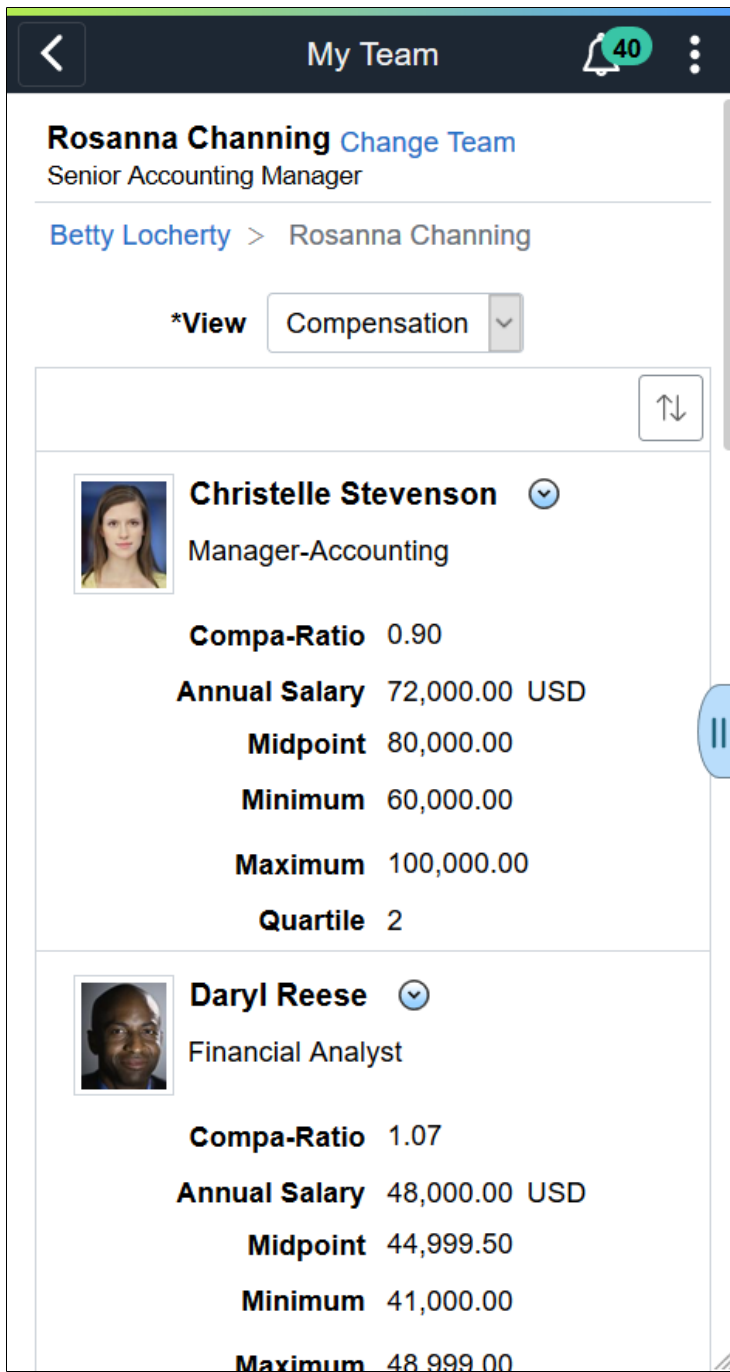 My Team
40
Rosanna Channing Change Team
Senior Accounting Manager
Betty Locherty > Rosanna Channing
*View Compensation
Christelle Stevenson
Manager-Accounting
Compa-Ratio 0.90
Annual Salary 72,000.00 USD
Midpoint 80,000.00
Minimum 60,000.00
Maximum 100,000.00
Quartile 2
Daryl Reese
Financial Analyst
Compa-Ratio 1.07
Annual Salary 48,000.00 USD
Midpoint 44,999.50
Minimum 41,000.00
Maximum 48,999.00